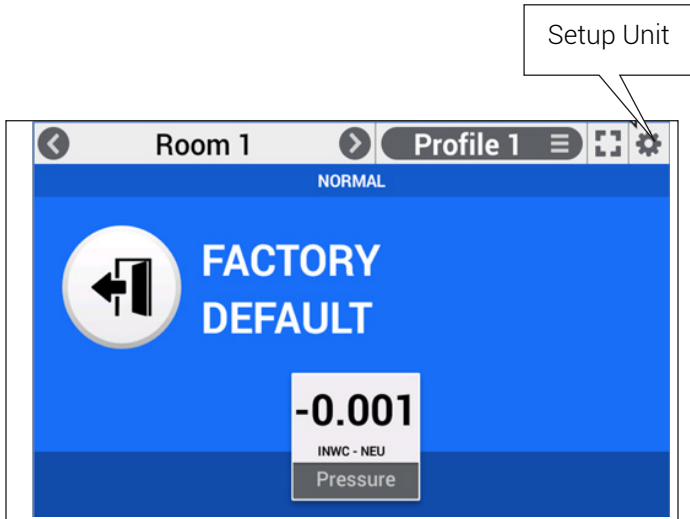 Setup Unit
Room 1 Profile 1
NORMAL
FACTORY
DEFAULT
-0.001
INWC - NEU
Pressure